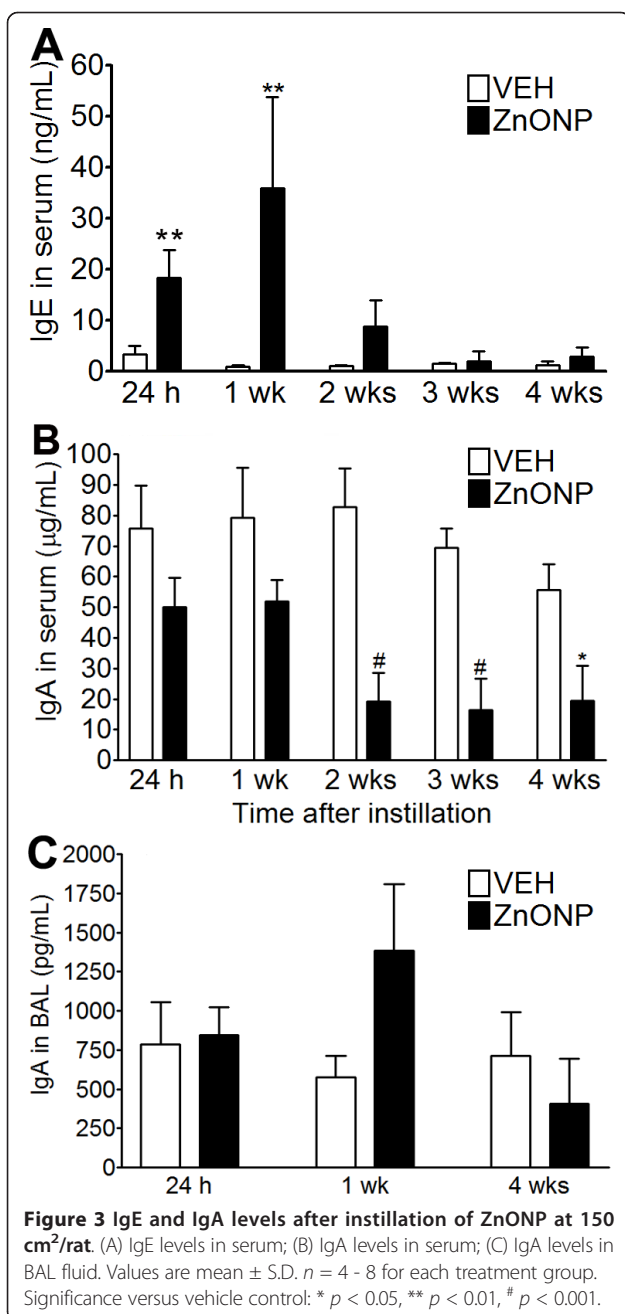 A
IgE in serum (ng/mL)
60
50
40
30
20
10
0
VEH
ZnONP
**
**
24 h 1 wk 2 wks 3 wks 4 wks
B
IgA in serum (μg/mL)
100
90
80
70
60
50
40
30
20
10
0
VEH
ZnONP
# # *
24 h 1 wk 2 wks 3 wks 4 wks
Time after instillation
C
IgA in BAL (pg/mL)
2000
1750
1500
1250
1000
750
500
250
0
VEH
ZnONP
24 h 1 wk 4 wks
Figure 3 IgE and IgA levels after instillation of ZnONP at 150
cm²/rat. (A) IgE levels in serum; (B) IgA levels in serum; (C) IgA levels in
BAL fluid. Values are mean ± S.D. n = 4 - 8 for each treatment group.
Significance versus vehicle control: * p < 0.05, ** p < 0.01, # p < 0.001.